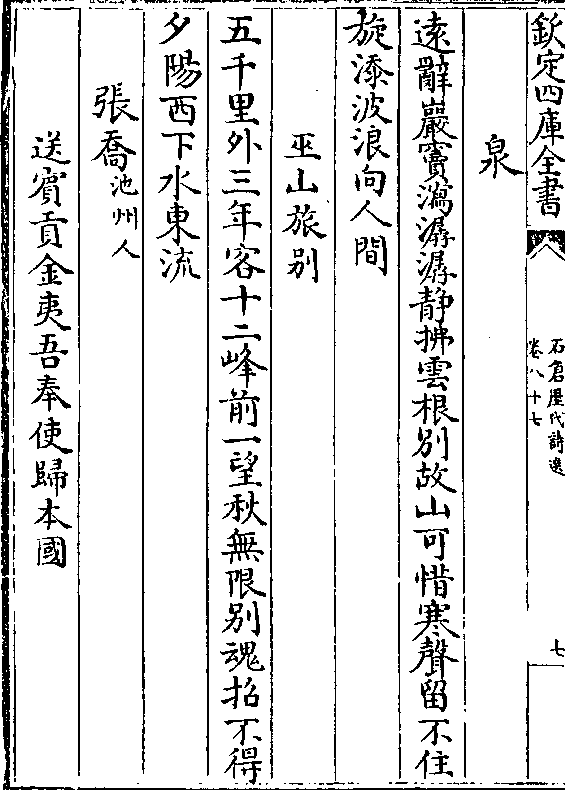 欽定四庫全書
石倉歷代詩選
卷八十七
七
泉
遠辭巖竇瀉潺潺静拂雲根别故山可惜寒聲留不住
旋添波浪向人間
巫山旅别
五千里外三年客十二峰前一望秋無限别魂招不得
夕陽西下水東流
張喬池州人
送賓貢金夷吾奉使歸本國